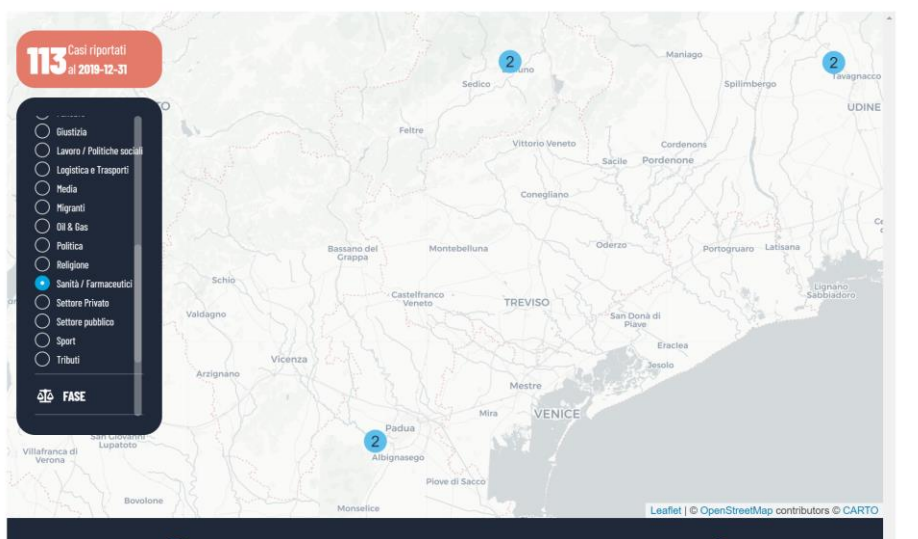 113 Casi riportati
al 2019-12-31
Giustizia
Lavoro / Politiche sociali
Logistica e Trasporti
Media
Migranti
Oil & Gas
Politica
Religione
Sanità / Farmaceutici
Settore Privato
Settore pubblico
Sport
Tributi
FASE
2
2
Maniago
Sedico
Spilimbergo
Tavagnacco
UDINE
Feltre
Vittorio Veneto
Cordenons
Sacile
Pordenone
Conegliano
Bassano del
Grappa
Montebelluna
Oderzo
Portogruaro
Latisana
Schio
Castelfranco
Veneto
TREVISO
Lignano
Sabbiadoro
Valdagno
San Donà di
Piave
Eraclea
Vicenza
Jesolo
Arzignano
Mestre
Mira
VENICE
Padua
2
Albignasego
San Giovanni
Lupatoto
Villafranca di
Verona
Piove di Sacco
Bovolone
Monselice
Leaflet | © OpenStreetMap contributors © CARTO